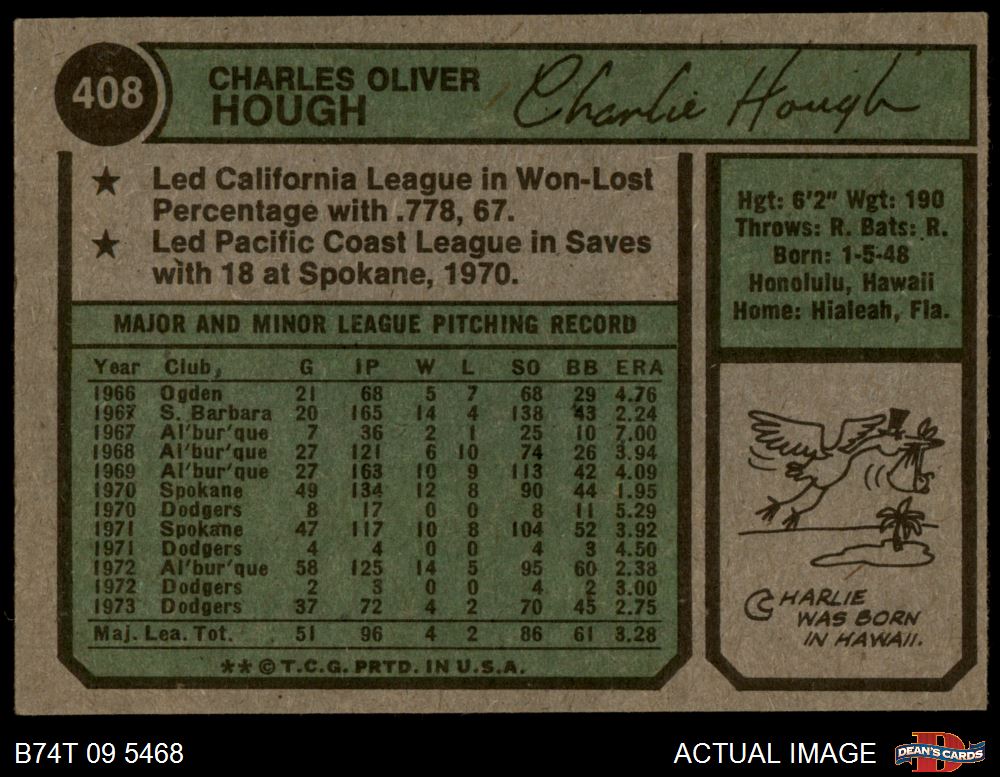 408
CHARLES OLIVER
HOUGH
Charlie Hough
★ Led California League in Won-Lost
Percentage with .778, 67.
★ Led Pacific Coast League in Saves
with 18 at Spokane, 1970.
MAJOR AND MINOR LEAGUE PITCHING RECORD
Year Club G IP W L SO BB ERA
1966 Ogden 21 68 5 7 68 29 4.76
1967 S. Barbara 20 165 14 4 138 43 2.24
1967 Al'bur'que 7 36 2 1 25 10 7.00
1968 Al'bur'que 27 121 6 10 74 26 3.94
1969 Al'bur'que 27 163 10 9 113 42 4.09
1970 Spokane 49 134 12 8 90 44 1.95
1970 Dodgers 8 17 0 0 8 11 5.29
1971 Spokane 47 117 10 8 104 52 3.92
1971 Dodgers 4 4 0 0 4 3 4.50
1972 Al'bur'que 58 125 14 5 95 60 2.38
1972 Dodgers 2 3 0 0 4 2 3.00
1973 Dodgers 37 72 4 2 70 45 2.75
Maj. Lea. Tot. 51 96 4 2 86 61 3.28
** © T.C.G. PRTD. IN U.S.A.
Hgt: 6'2" Wgt: 190
Throws: R. Bats: R.
Born: 1-5-48
Honolulu, Hawaii
Home: Hialeah, Fla.
CHARLIE
WAS BORN
IN HAWAII.
B74T 09 5468
ACTUAL IMAGE
D
DEAN'S CARDS